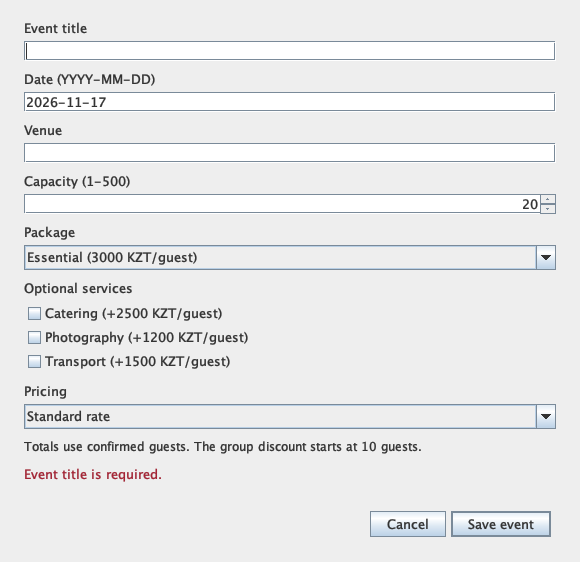 Event title
Date (YYYY-MM-DD)
2026-11-17
Venue
Capacity (1-500)
20
Package
Essential (3000 KZT/guest)
Optional services
Catering (+2500 KZT/guest)
Photography (+1200 KZT/guest)
Transport (+1500 KZT/guest)
Pricing
Standard rate
Totals use confirmed guests. The group discount starts at 10 guests.
Event title is required.
Cancel Save event